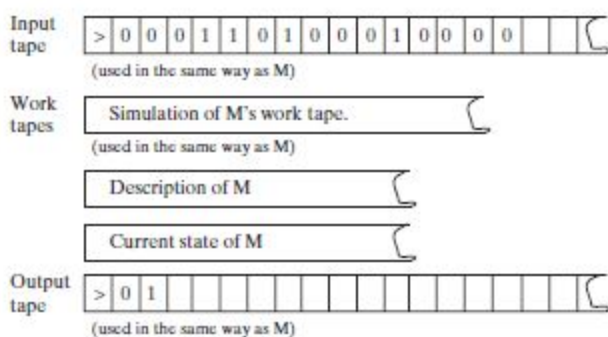 Input tape > 0 0 0 1 1 0 1 0 0 0 1 0 0 0 0
(used in the same way as M)
Work tapes Simulation of M's work tape.
(used in the same way as M)
Description of M
Current state of M
Output tape > 0 1
(used in the same way as M)